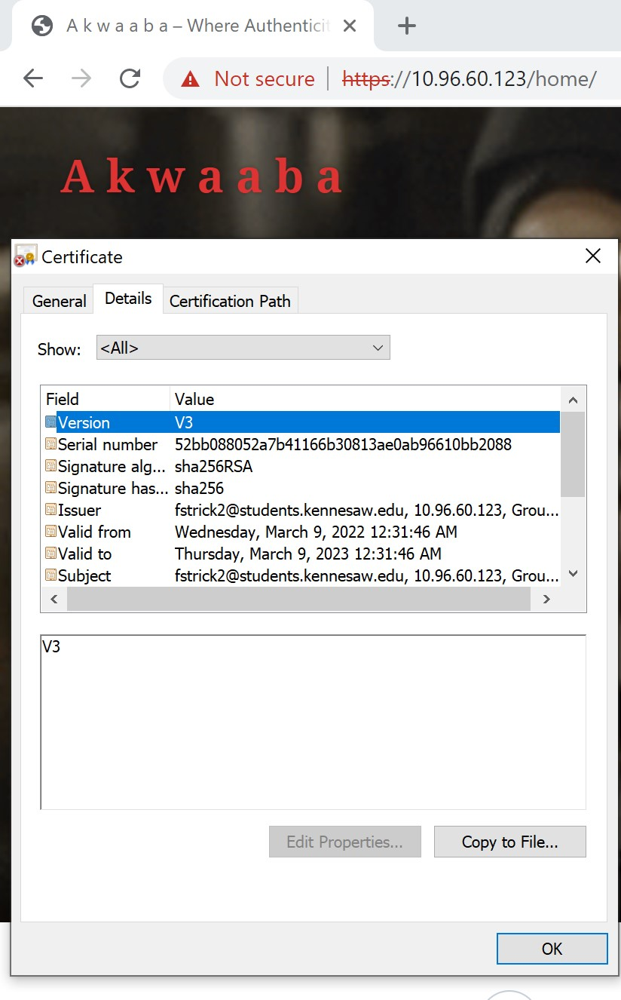 A k w a a b a – Where Authenticit
Not secure | https://10.96.60.123/home/
A k w a a b a
Certificate
General Details Certification Path
Show: <All>
Field Value
Version V3
Serial number 52bb088052a7b41166b30813ae0ab96610bb2088
Signature alg... sha256RSA
Signature has... sha256
Issuer fstrick2@students.kennesaw.edu, 10.96.60.123, Grou...
Valid from Wednesday, March 9, 2022 12:31:46 AM
Valid to Thursday, March 9, 2023 12:31:46 AM
Subject fstrick2@students.kennesaw.edu, 10.96.60.123, Grou...
V3
Edit Properties... Copy to File...
OK